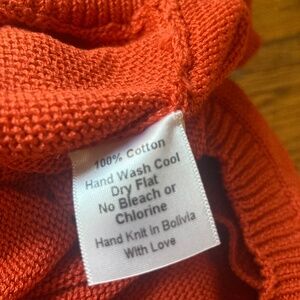 100% Cotton
Hand Wash Cool
Dry Flat
No Bleach or
Chlorine
Hand Knit in Bolivia
With Love